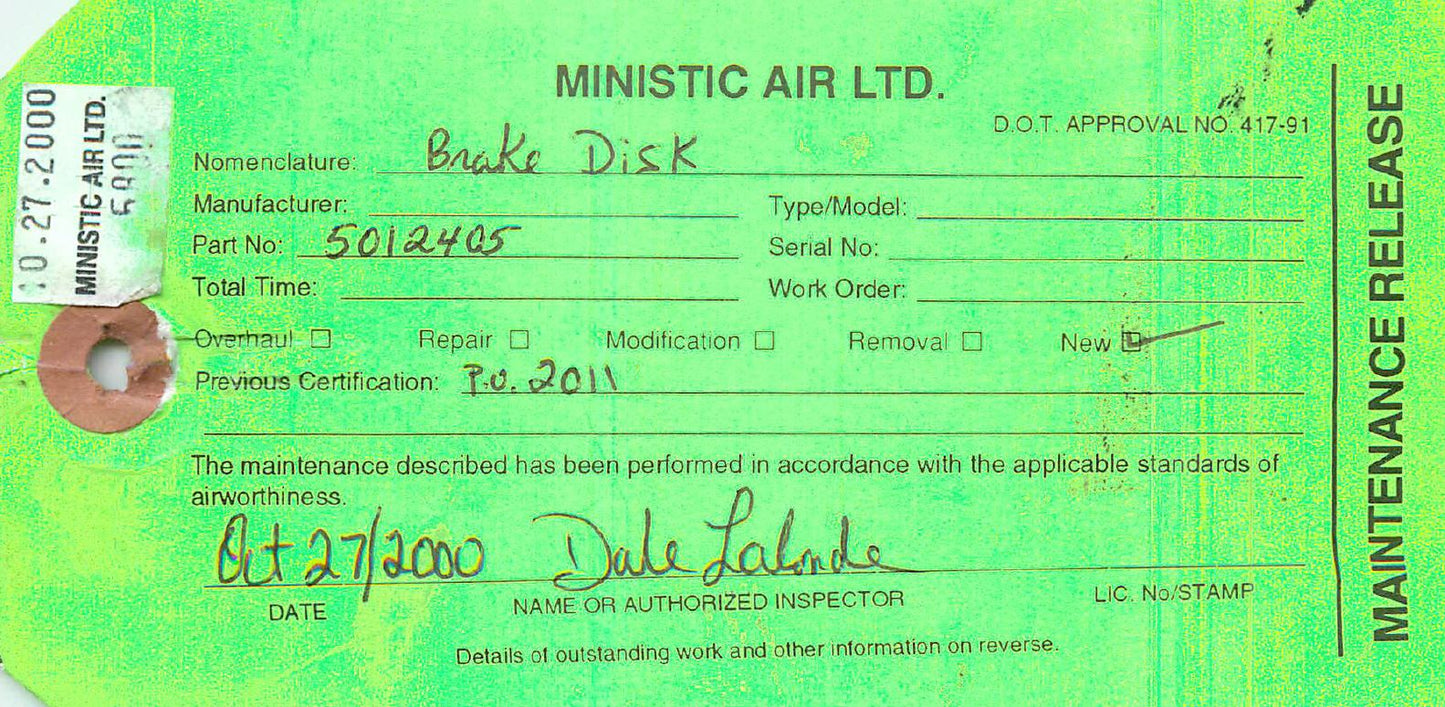 MINISTIC AIR LTD.
D.O.T. APPROVAL NO. 417-91
Nomenclature: Brake Disk
Manufacturer: Type/Model:
Part No: 5012405 Serial No:
Total Time: Work Order:
Overhaul ☐ Repair ☐ Modification ☐ Removal ☐ New ☑
Previous Certification: P.O. 2011
The maintenance described has been performed in accordance with the applicable standards of
airworthiness.
Oct 27/2000 Dale Lalonde
DATE NAME OR AUTHORIZED INSPECTOR LIC. No/STAMP
Details of outstanding work and other information on reverse.
MAINTENANCE RELEASE
10.27.2000
MINISTIC AIR LTD.